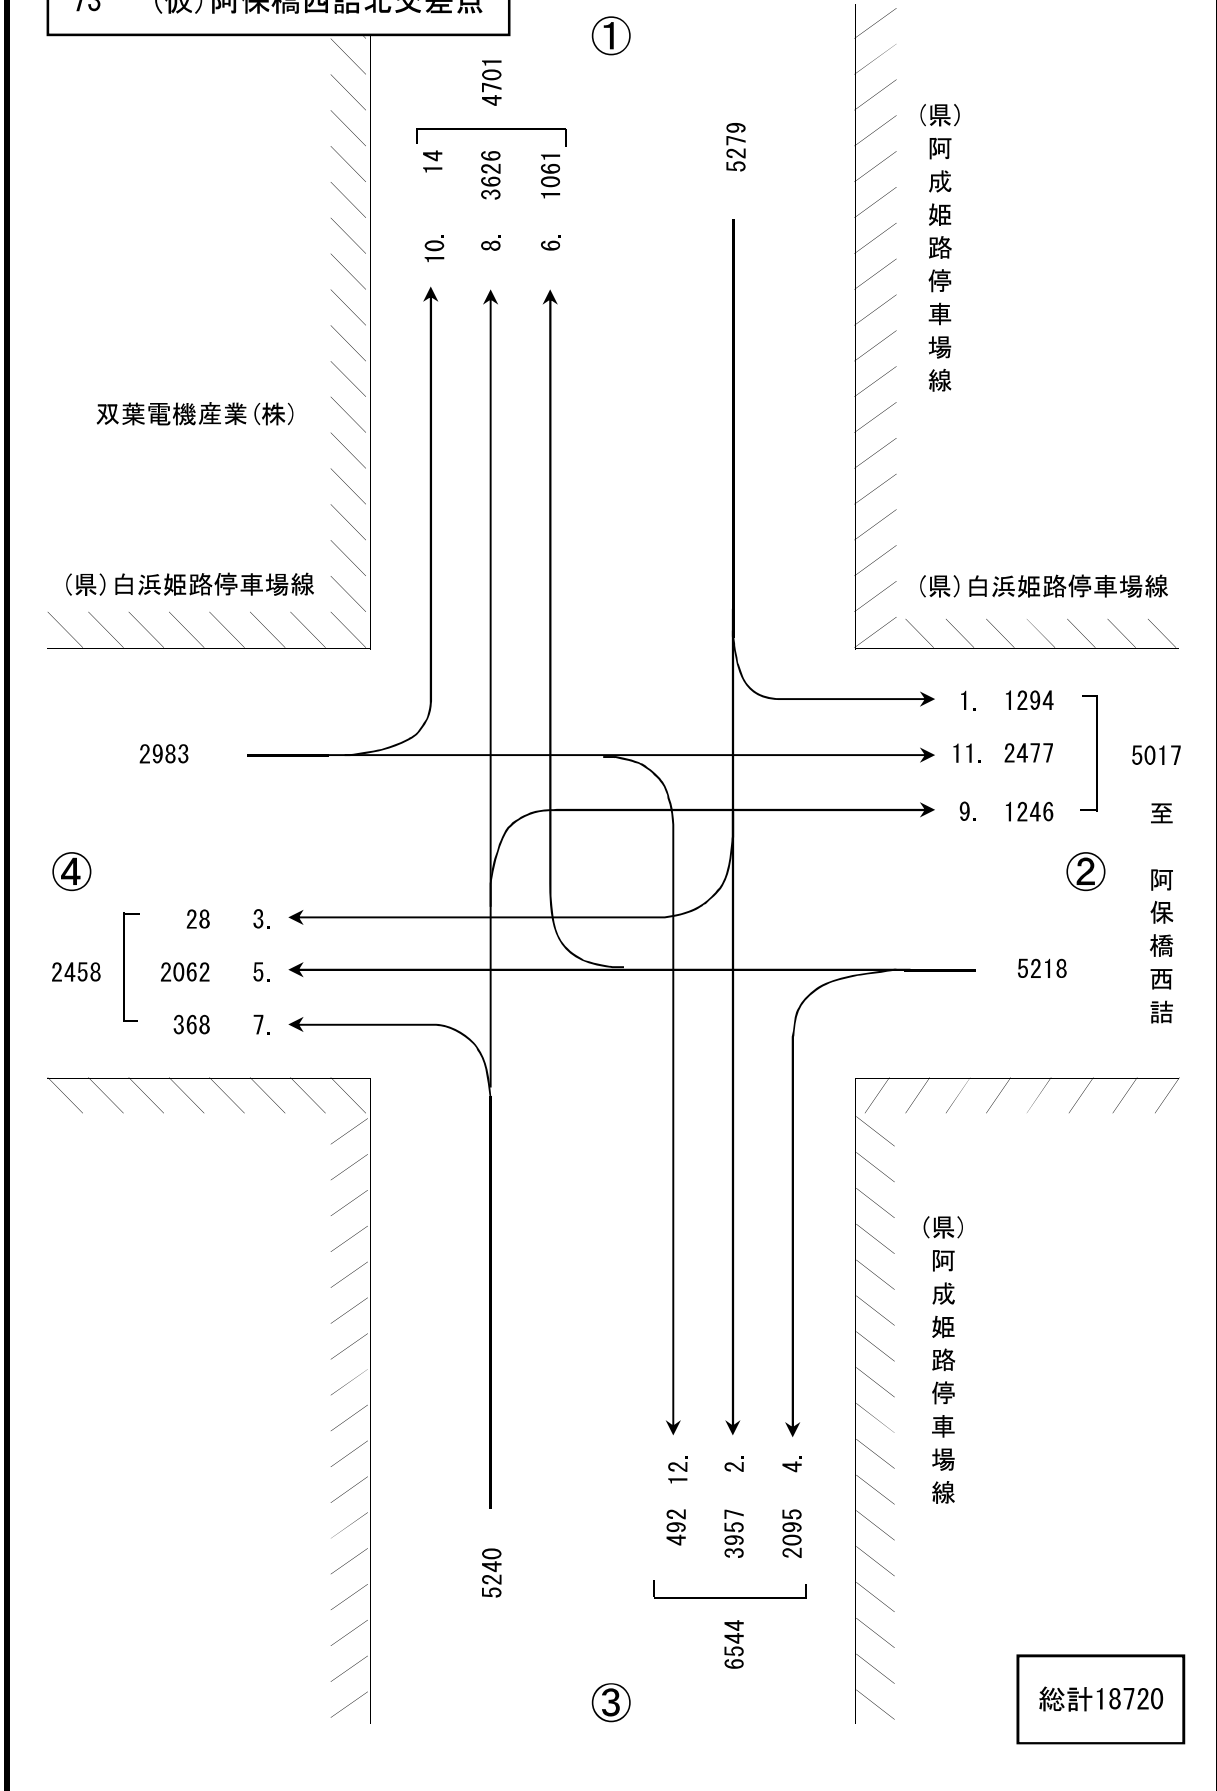 73 (仮)阿保橋西詰北交差点
①
4701
14 3626 1061
10. 8. 6.
5279
(県)阿成姫路停車場線
双葉電機産業(株)
(県)白浜姫路停車場線
(県)白浜姫路停車場線
2983
1. 1294
11. 2477
9. 1246
5017
至 阿保橋西詰
④
②
28 3.
2062 5.
368 7.
2458
5218
(県)阿成姫路停車場線
12. 2. 4.
492 3957 2095
6544
5240
③
総計18720